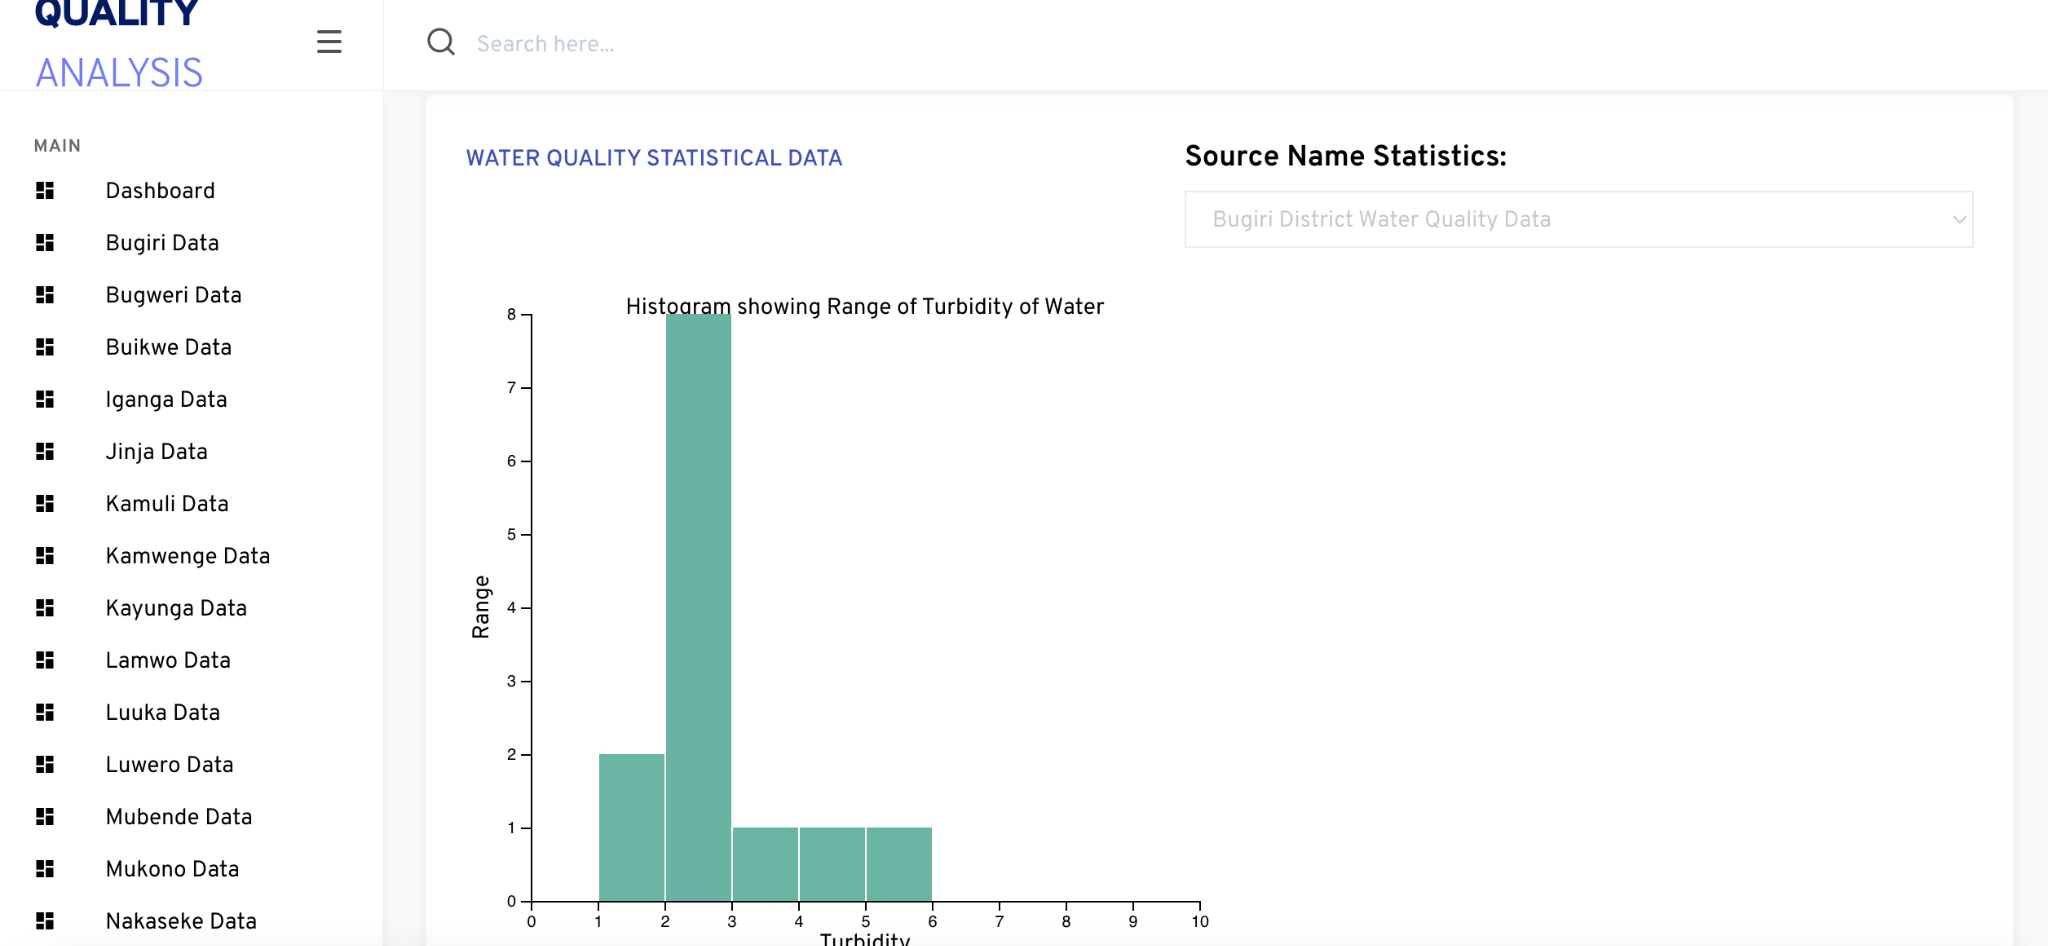 QUALITY
ANALYSIS
Search here...
MAIN
Dashboard
Bugiri Data
Bugweri Data
Buikwe Data
Iganga Data
Jinja Data
Kamuli Data
Kamwenge Data
Kayunga Data
Lamwo Data
Luuka Data
Luwero Data
Mubende Data
Mukono Data
Nakaseke Data
WATER QUALITY STATISTICAL DATA
Source Name Statistics:
Bugiri District Water Quality Data
Histogram showing Range of Turbidity of Water
8
7
6
5
4
3
2
1
0
Range
0 1 2 3 4 5 6 7 8 9 10
Turbidity